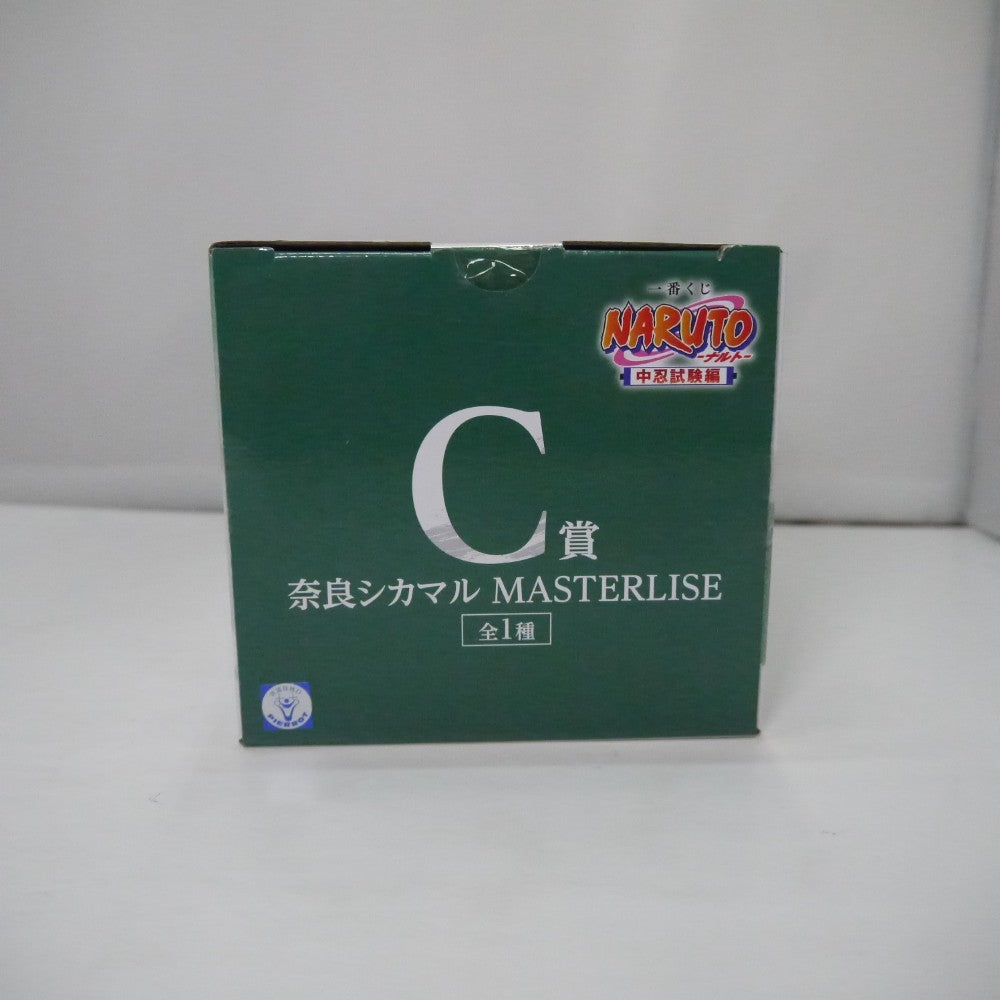 一番くじ
NARUTO
-ナルト-
中忍試験編
C賞
奈良シカマル MASTERLISE
全1種
PIERROT